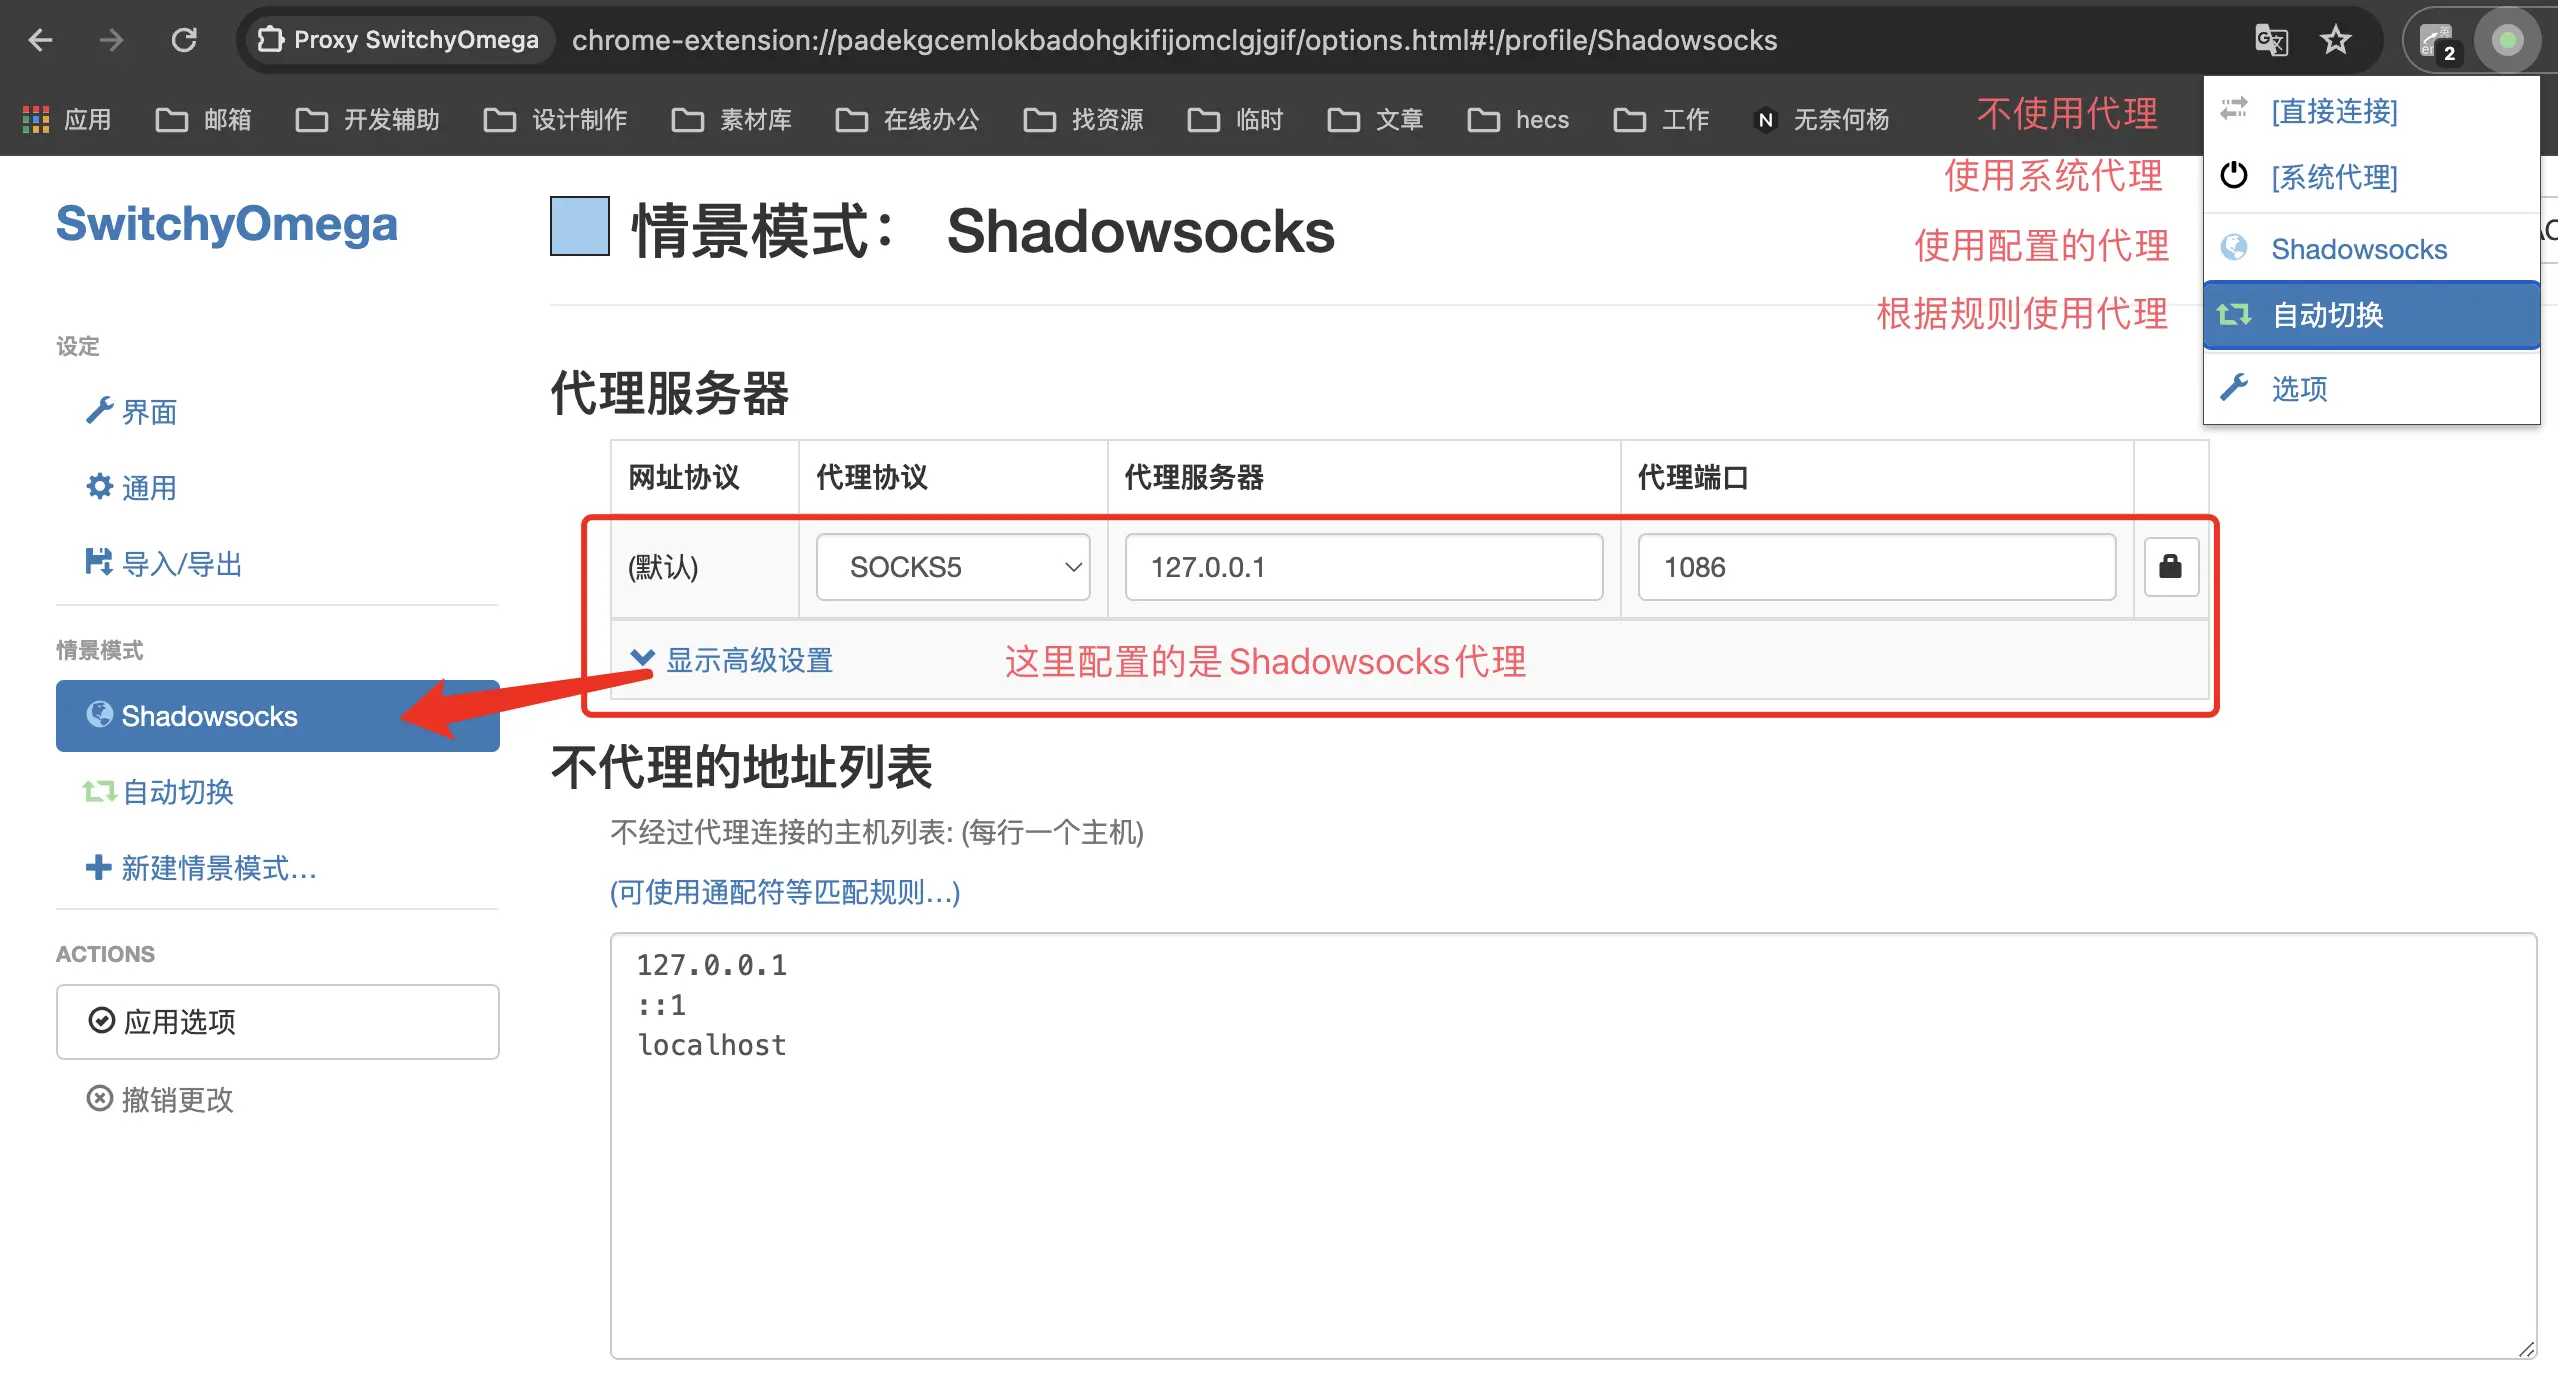 Proxy SwitchyOmega
chrome-extension://padekgcemlokbadohgkifijomclgjgif/options.html#!/profile/Shadowsocks
2
应用 邮箱 开发辅助 设计制作 素材库 在线办公 找资源 临时 文章 hecs 工作 N 无奈何杨
不使用代理 [直接连接]
使用系统代理 [系统代理]
使用配置的代理 Shadowsocks
根据规则使用代理 自动切换
选项
SwitchyOmega
设定
界面
通用
导入/导出
情景模式
Shadowsocks
自动切换
新建情景模式...
ACTIONS
应用选项
撤销更改
情景模式： Shadowsocks
代理服务器
网址协议 代理协议 代理服务器 代理端口
(默认) SOCKS5 127.0.0.1 1086
显示高级设置 这里配置的是Shadowsocks代理
不代理的地址列表
不经过代理连接的主机列表: (每行一个主机)
(可使用通配符等匹配规则...)
127.0.0.1
::1
localhost